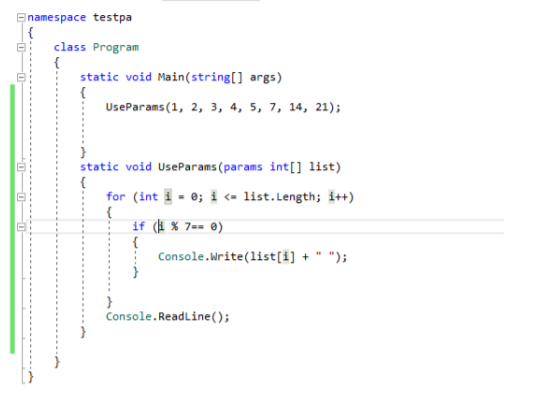 namespace testpa
{
class Program
{
static void Main(string[] args)
{
UseParams(1, 2, 3, 4, 5, 7, 14, 21);
}
static void UseParams(params int[] list)
{
for (int i = 0; i <= list.Length; i++)
{
if (i % 7== 0)
{
Console.Write(list[i] + " ");
}
}
Console.ReadLine();
}
}
}